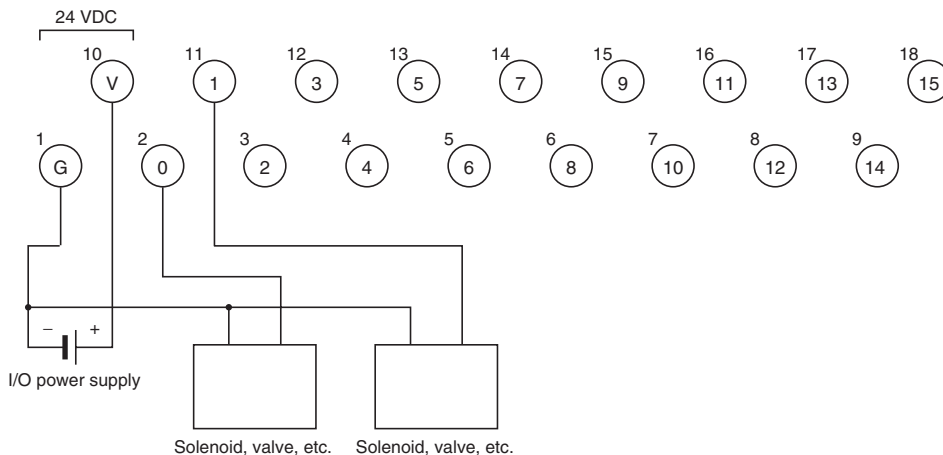 24 VDC
10 11 12 13 14 15 16 17 18
V 1 3 5 7 9 11 13 15
1 2 3 4 5 6 7 8 9
G 0 2 4 6 8 10 12 14
− +
I/O power supply
Solenoid, valve, etc. Solenoid, valve, etc.